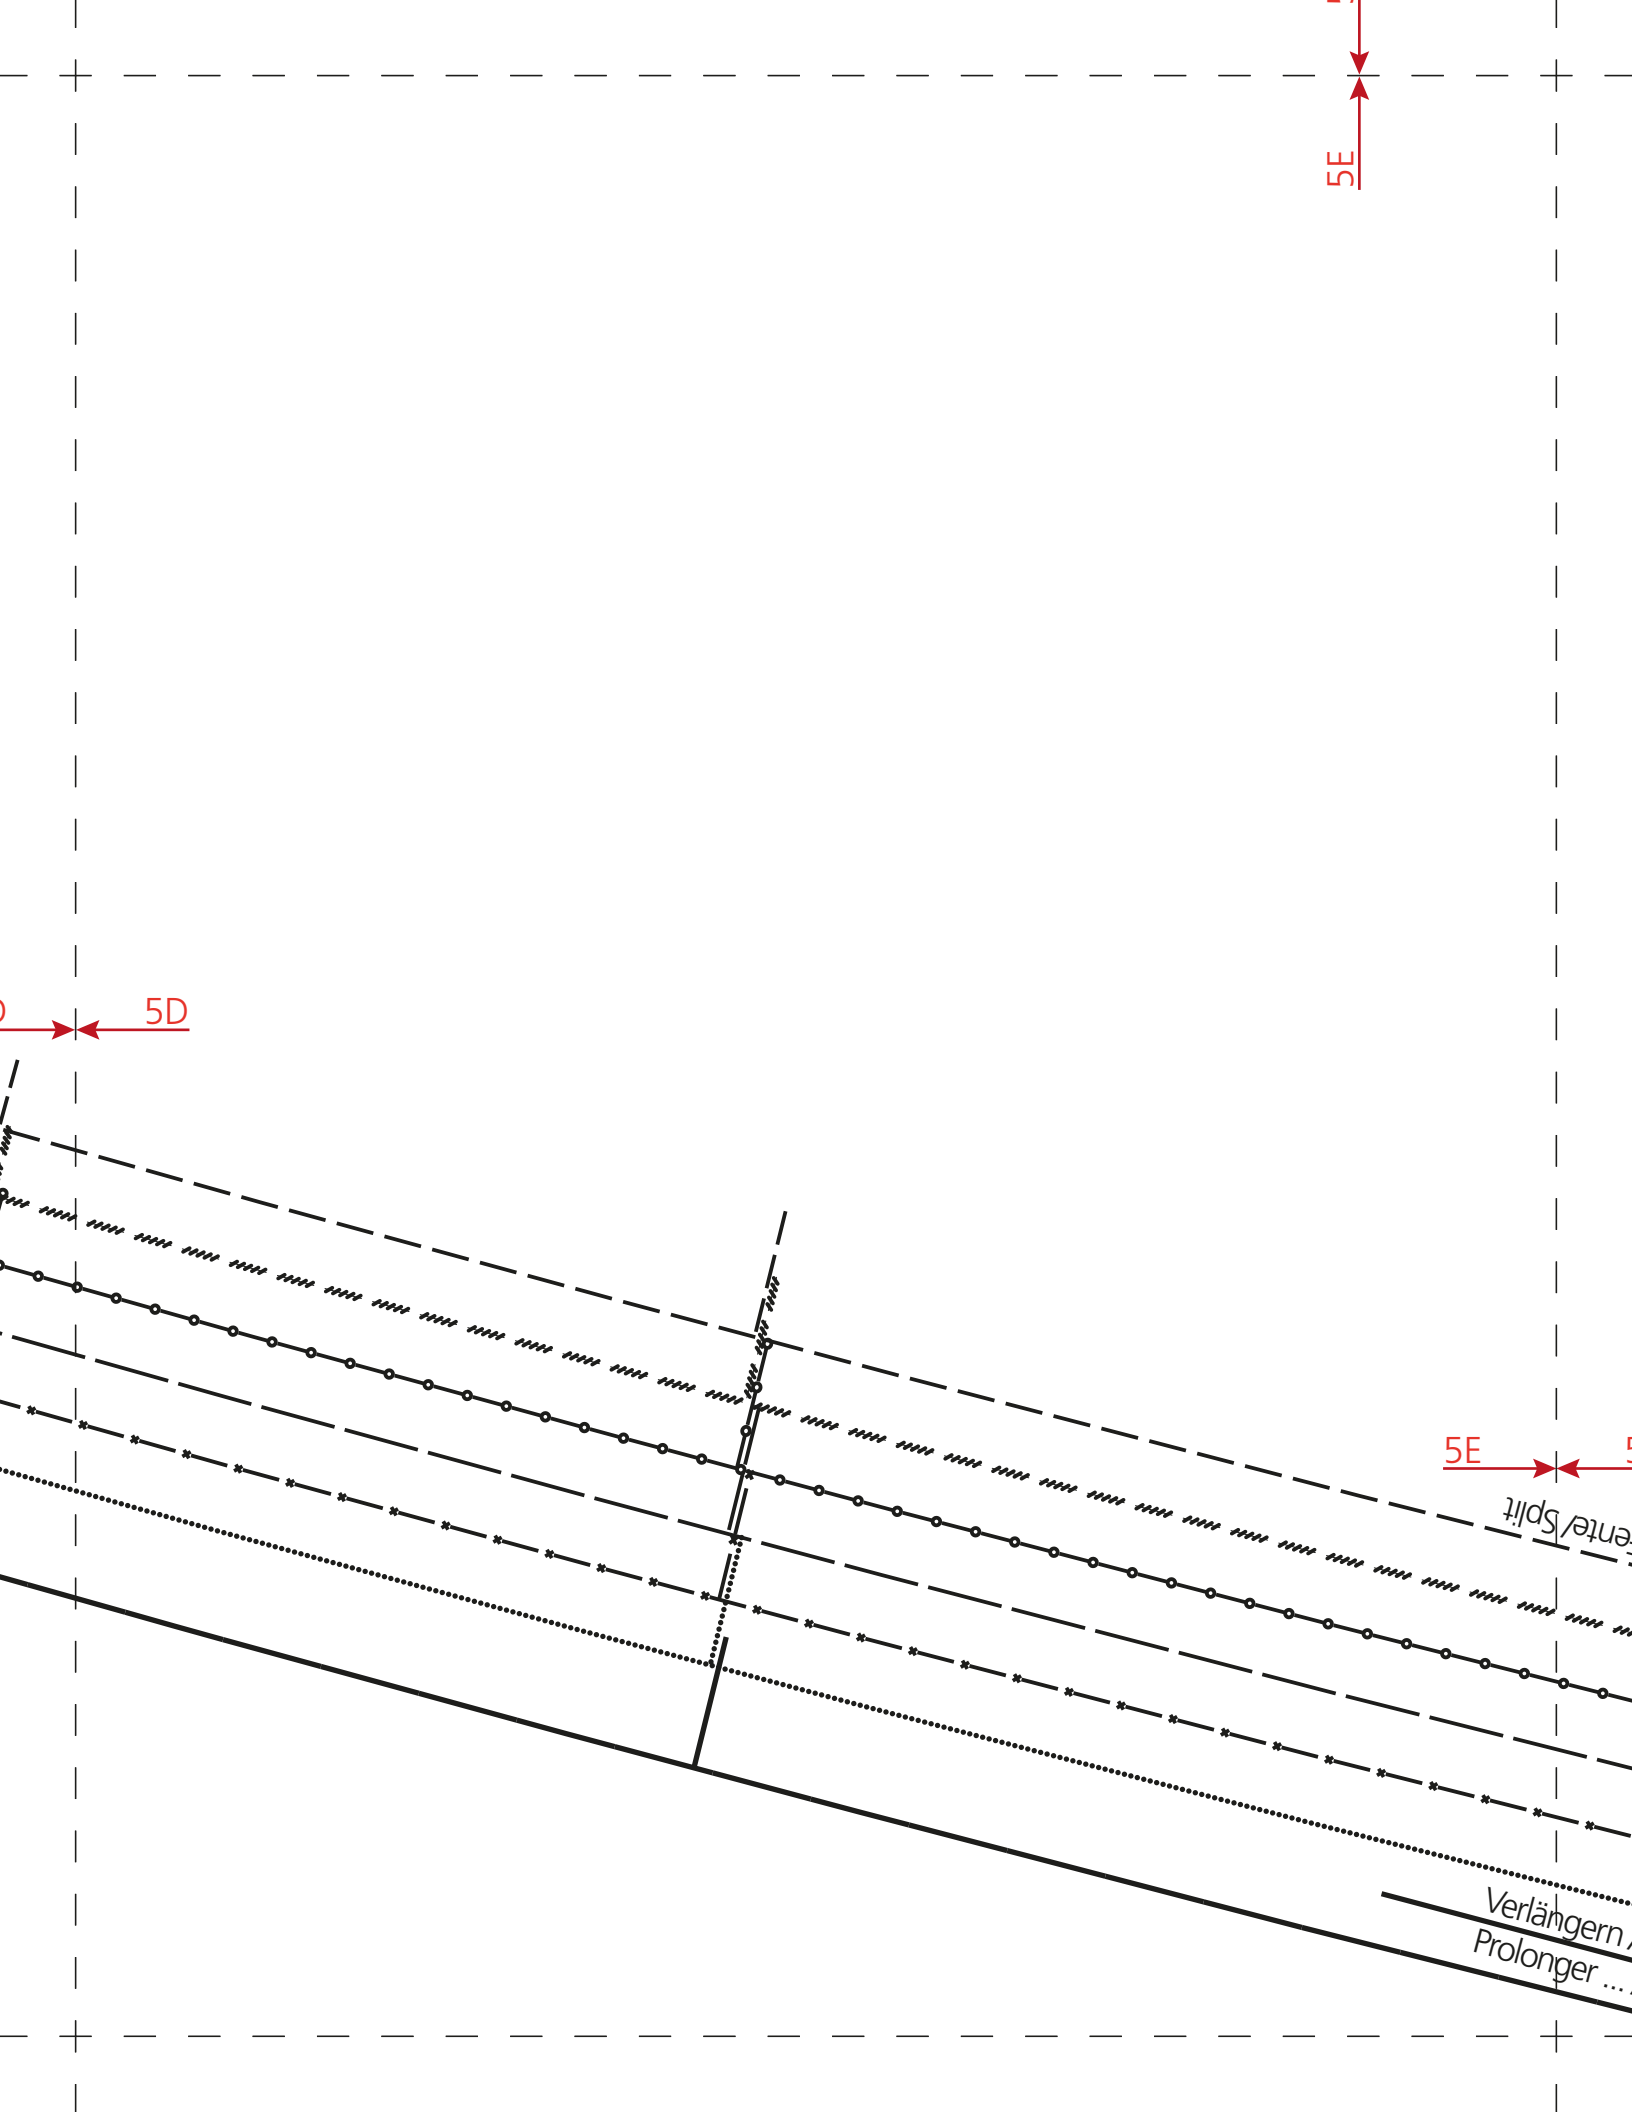 5E
5D
5E
ente/ Split
Verlängern /
Prolonger ...